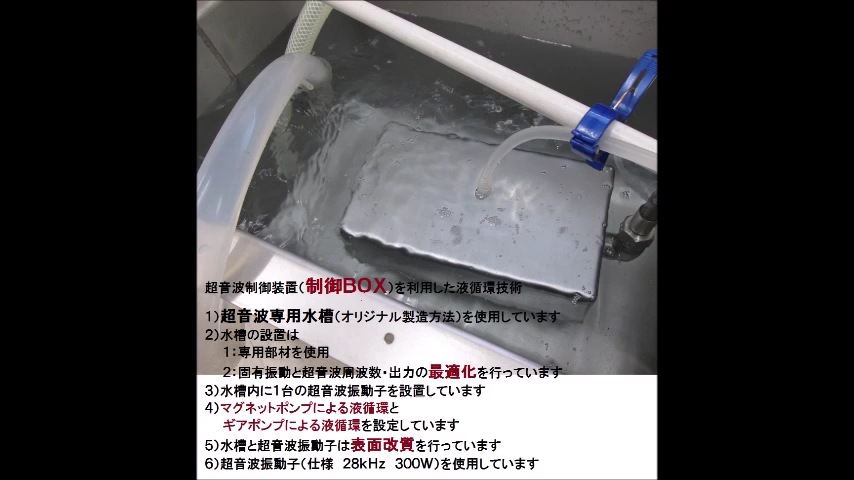 超音波制御装置(制御BOX)を利用した液循環技術
1)超音波専用水槽(オリジナル製造方法)を使用しています
2)水槽の設置は
1:専用部材を使用
2:固有振動と超音波周波数・出力の最適化を行っています
3)水槽内に1台の超音波振動子を設置しています
4)マグネットポンプによる液循環と
ギアポンプによる液循環を設定しています
5)水槽と超音波振動子は表面改質を行っています
6)超音波振動子(仕様 28kHz 300W)を使用しています